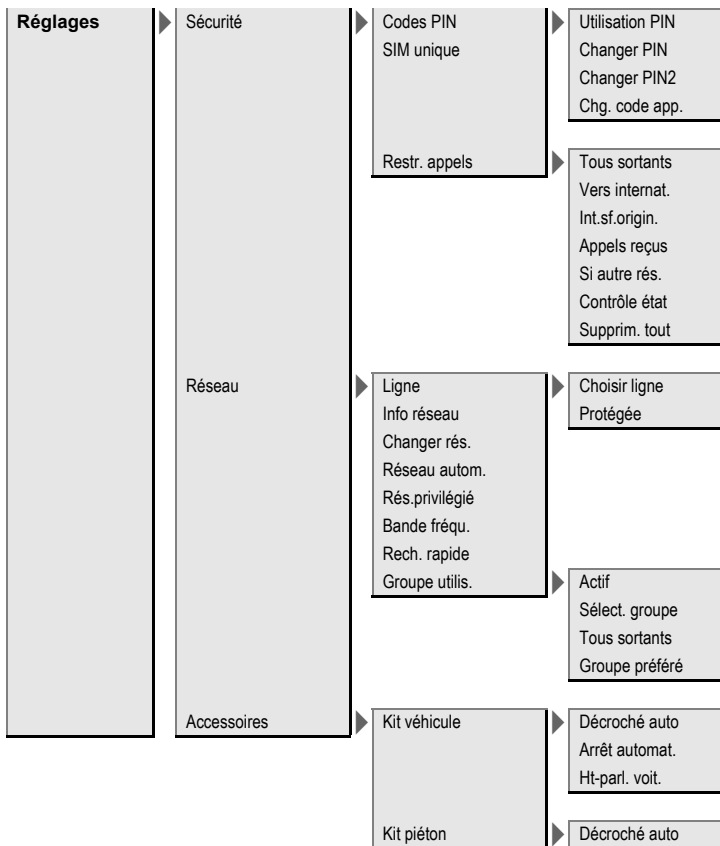 Réglages
Sécurité
Codes PIN
Utilisation PIN
Changer PIN
Changer PIN2
Chg. code app.
SIM unique
Restr. appels
Tous sortants
Vers internat.
Int.sf.origin.
Appels reçus
Si autre rés.
Contrôle état
Supprim. tout
Réseau
Ligne
Choisir ligne
Protégée
Info réseau
Changer rés.
Réseau autom.
Rés.privilégié
Bande fréqu.
Rech. rapide
Groupe utilis.
Actif
Sélect. groupe
Tous sortants
Groupe préféré
Accessoires
Kit véhicule
Décroché auto
Arrêt automat.
Ht-parl. voit.
Kit piéton
Décroché auto